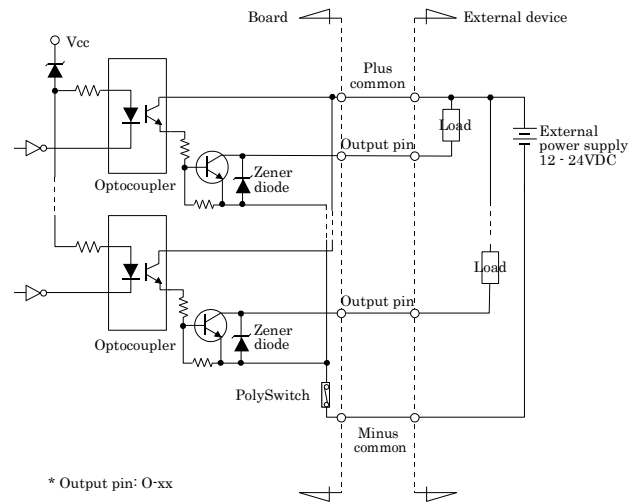 Board
External device
Vcc
Plus
common
Load
Output pin
External
power supply
12 - 24VDC
Zener
diode
Optocoupler
Load
Output pin
Zener
diode
Optocoupler
PolySwitch
Minus
common
* Output pin: O-xx